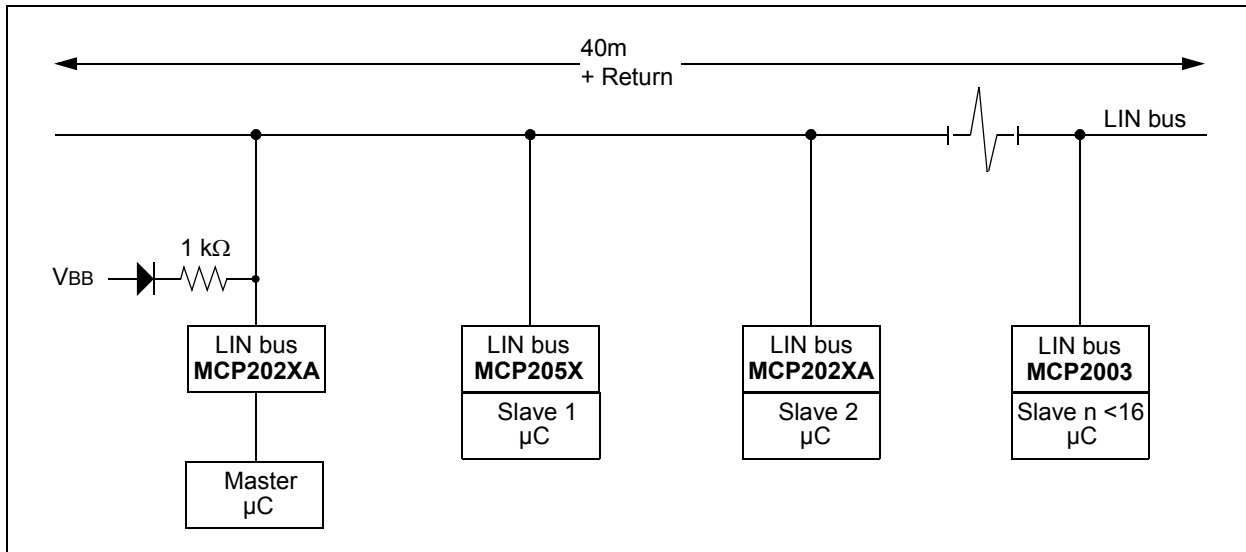 40m
+ Return
LIN bus
1 kΩ
VBB
LIN bus
MCP202XA
Master
µC
LIN bus
MCP205X
Slave 1
µC
LIN bus
MCP202XA
Slave 2
µC
LIN bus
MCP2003
Slave n <16
µC